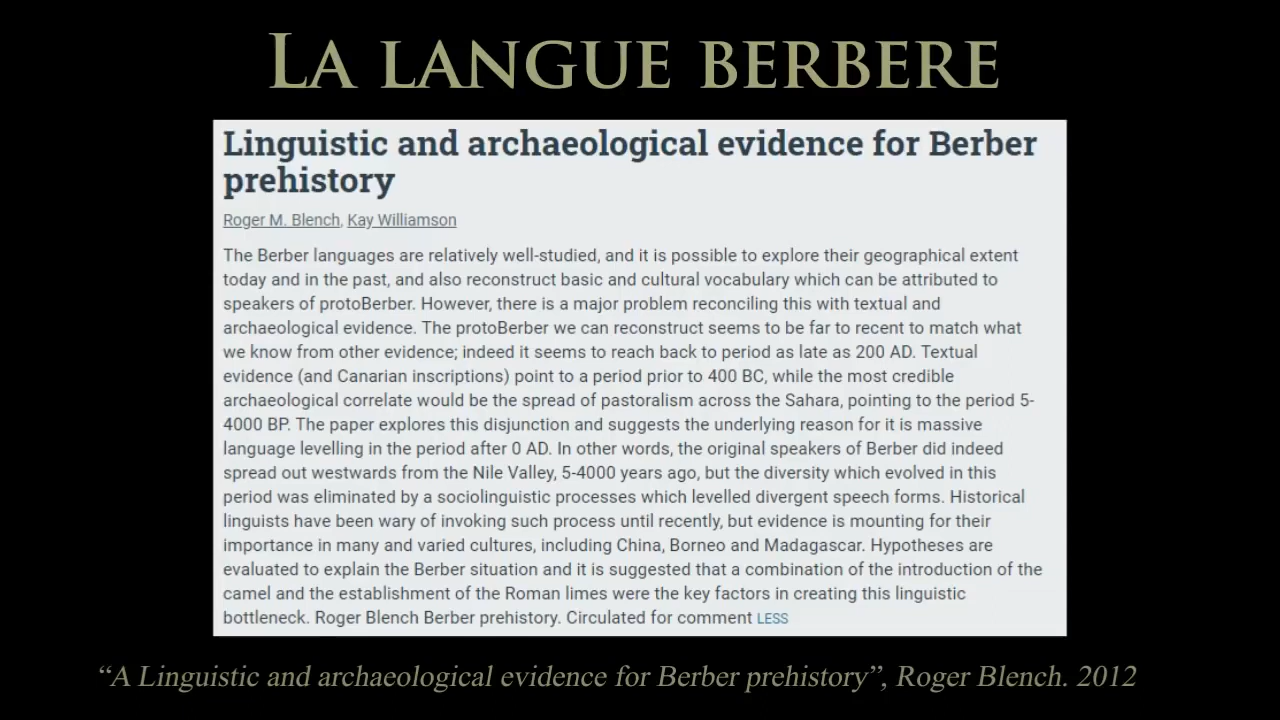 LA LANGUE BERBERE
Linguistic and archaeological evidence for Berber
prehistory
Roger M. Blench, Kay Williamson
The Berber languages are relatively well-studied, and it is possible to explore their geographical extent
today and in the past, and also reconstruct basic and cultural vocabulary which can be attributed to
speakers of protoBerber. However, there is a major problem reconciling this with textual and
archaeological evidence. The protoBerber we can reconstruct seems to be far to recent to match what
we know from other evidence; indeed it seems to reach back to period as late as 200 AD. Textual
evidence (and Canarian inscriptions) point to a period prior to 400 BC, while the most credible
archaeological correlate would be the spread of pastoralism across the Sahara, pointing to the period 5-
4000 BP. The paper explores this disjunction and suggests the underlying reason for it is massive
language levelling in the period after 0 AD. In other words, the original speakers of Berber did indeed
spread out westwards from the Nile Valley, 5-4000 years ago, but the diversity which evolved in this
period was eliminated by a sociolinguistic processes which levelled divergent speech forms. Historical
linguists have been wary of invoking such process until recently, but evidence is mounting for their
importance in many and varied cultures, including China, Borneo and Madagascar. Hypotheses are
evaluated to explain the Berber situation and it is suggested that a combination of the introduction of the
camel and the establishment of the Roman limes were the key factors in creating this linguistic
bottleneck. Roger Blench Berber prehistory. Circulated for comment LESS
“A Linguistic and archaeological evidence for Berber prehistory”, Roger Blench. 2012